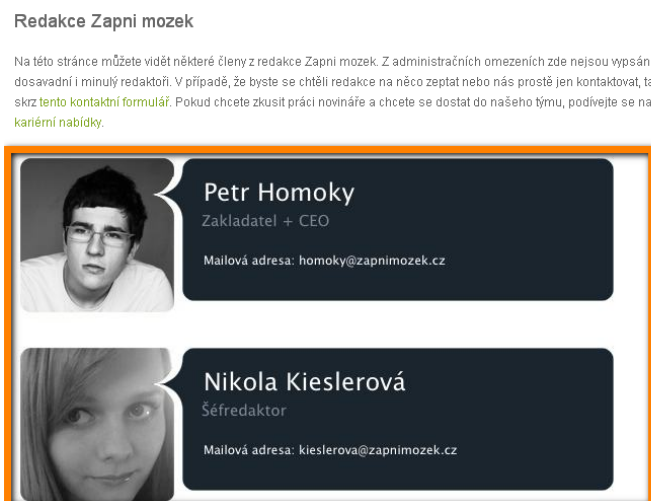 Redakce Zapni mozek
Na této stránce můžete vidět některé členy z redakce Zapni mozek. Z administračních omezeních zde nejsou vypsán
dosavadní i minulý redaktoři. V případě, že byste se chtěli redakce na něco zeptat nebo nás prostě jen kontaktovat, ta
skrz tento kontaktní formulář. Pokud chcete zkusit práci novináře a chcete se dostat do našeho týmu, podívejte se na
kariérní nabídky.
Petr Homoky
Zakladatel + CEO
Mailová adresa: homoky@zapnimozek.cz
Nikola Kieslerová
Šéfredaktor
Mailová adresa: kieslerova@zapnimozek.cz